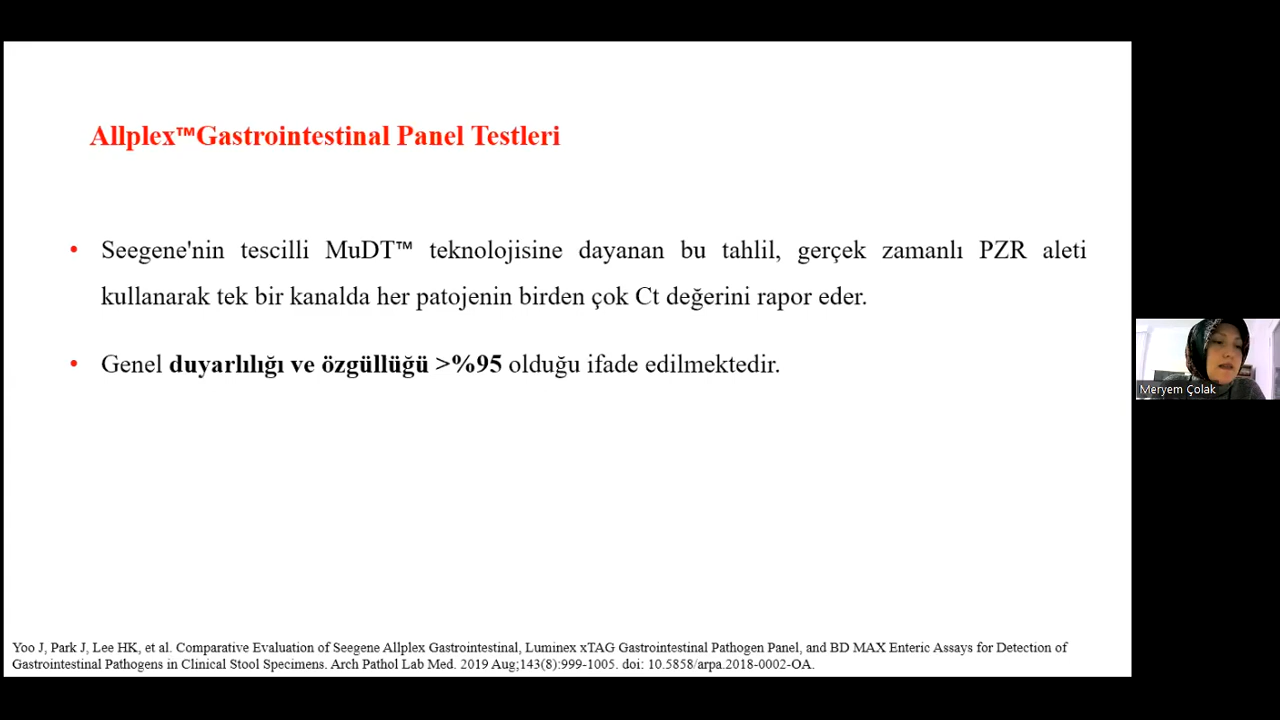 Allplex™Gastrointestinal Panel Testleri
• Seegene'nin tescilli MuDT™ teknolojisine dayanan bu tahlil, gerçek zamanlı PZR aleti
kullanarak tek bir kanalda her patojenin birden çok Ct değerini rapor eder.
• Genel duyarlılığı ve özgüllüğü >%95 olduğu ifade edilmektedir.
Meryem Çolak
Yoo J, Park J, Lee HK, et al. Comparative Evaluation of Seegene Allplex Gastrointestinal, Luminex xTAG Gastrointestinal Pathogen Panel, and BD MAX Enteric Assays for Detection of
Gastrointestinal Pathogens in Clinical Stool Specimens. Arch Pathol Lab Med. 2019 Aug;143(8):999-1005. doi: 10.5858/arpa.2018-0002-OA.